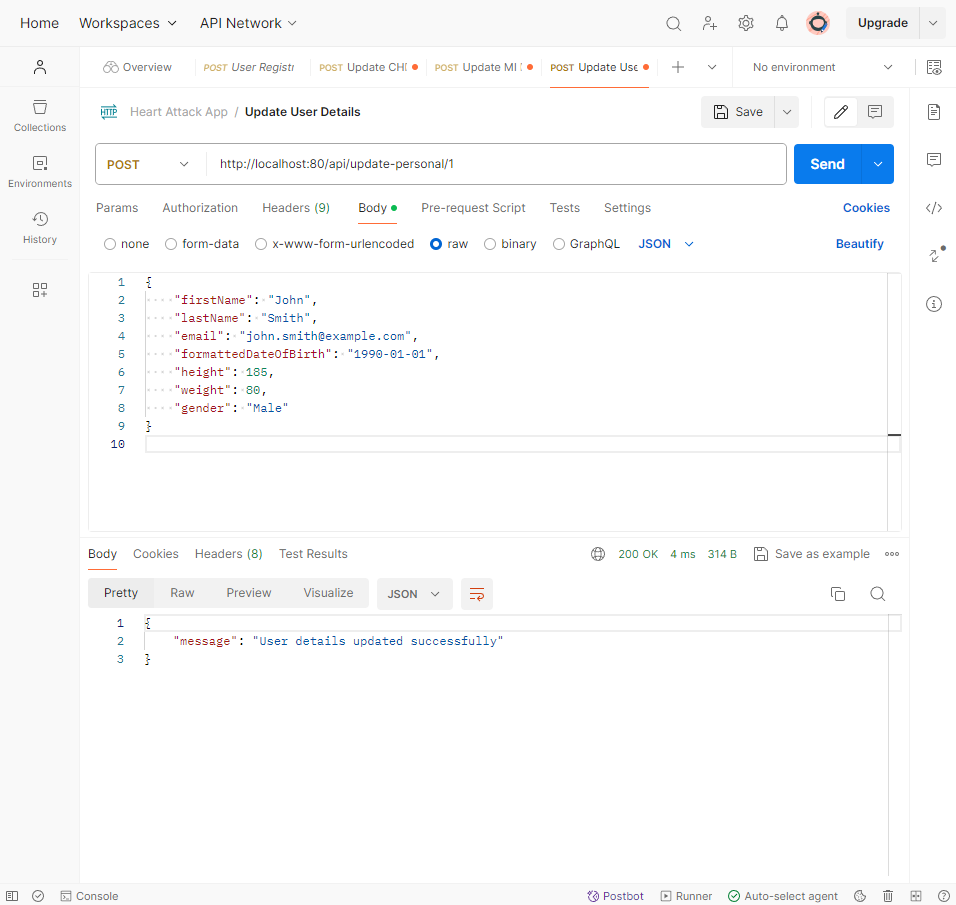 Home Workspaces API Network Upgrade
Overview POST User Registr POST Update CHI POST Update MI POST Update Use No environment
HTTP Heart Attack App / Update User Details Save
POST http://localhost:80/api/update-personal/1 Send
Params Authorization Headers (9) Body Pre-request Script Tests Settings Cookies
none form-data x-www-form-urlencoded raw binary GraphQL JSON Beautify
Collections
Environments
History
1 {
2 "firstName": "John",
3 "lastName": "Smith",
4 "email": "john.smith@example.com",
5 "formattedDateOfBirth": "1990-01-01",
6 "height": 185,
7 "weight": 80,
8 "gender": "Male"
9 }
10
Body Cookies Headers (8) Test Results 200 OK 4 ms 314 B Save as example
Pretty Raw Preview Visualize JSON
1 {
2 "message": "User details updated successfully"
3 }
Console Postbot Runner Auto-select agent